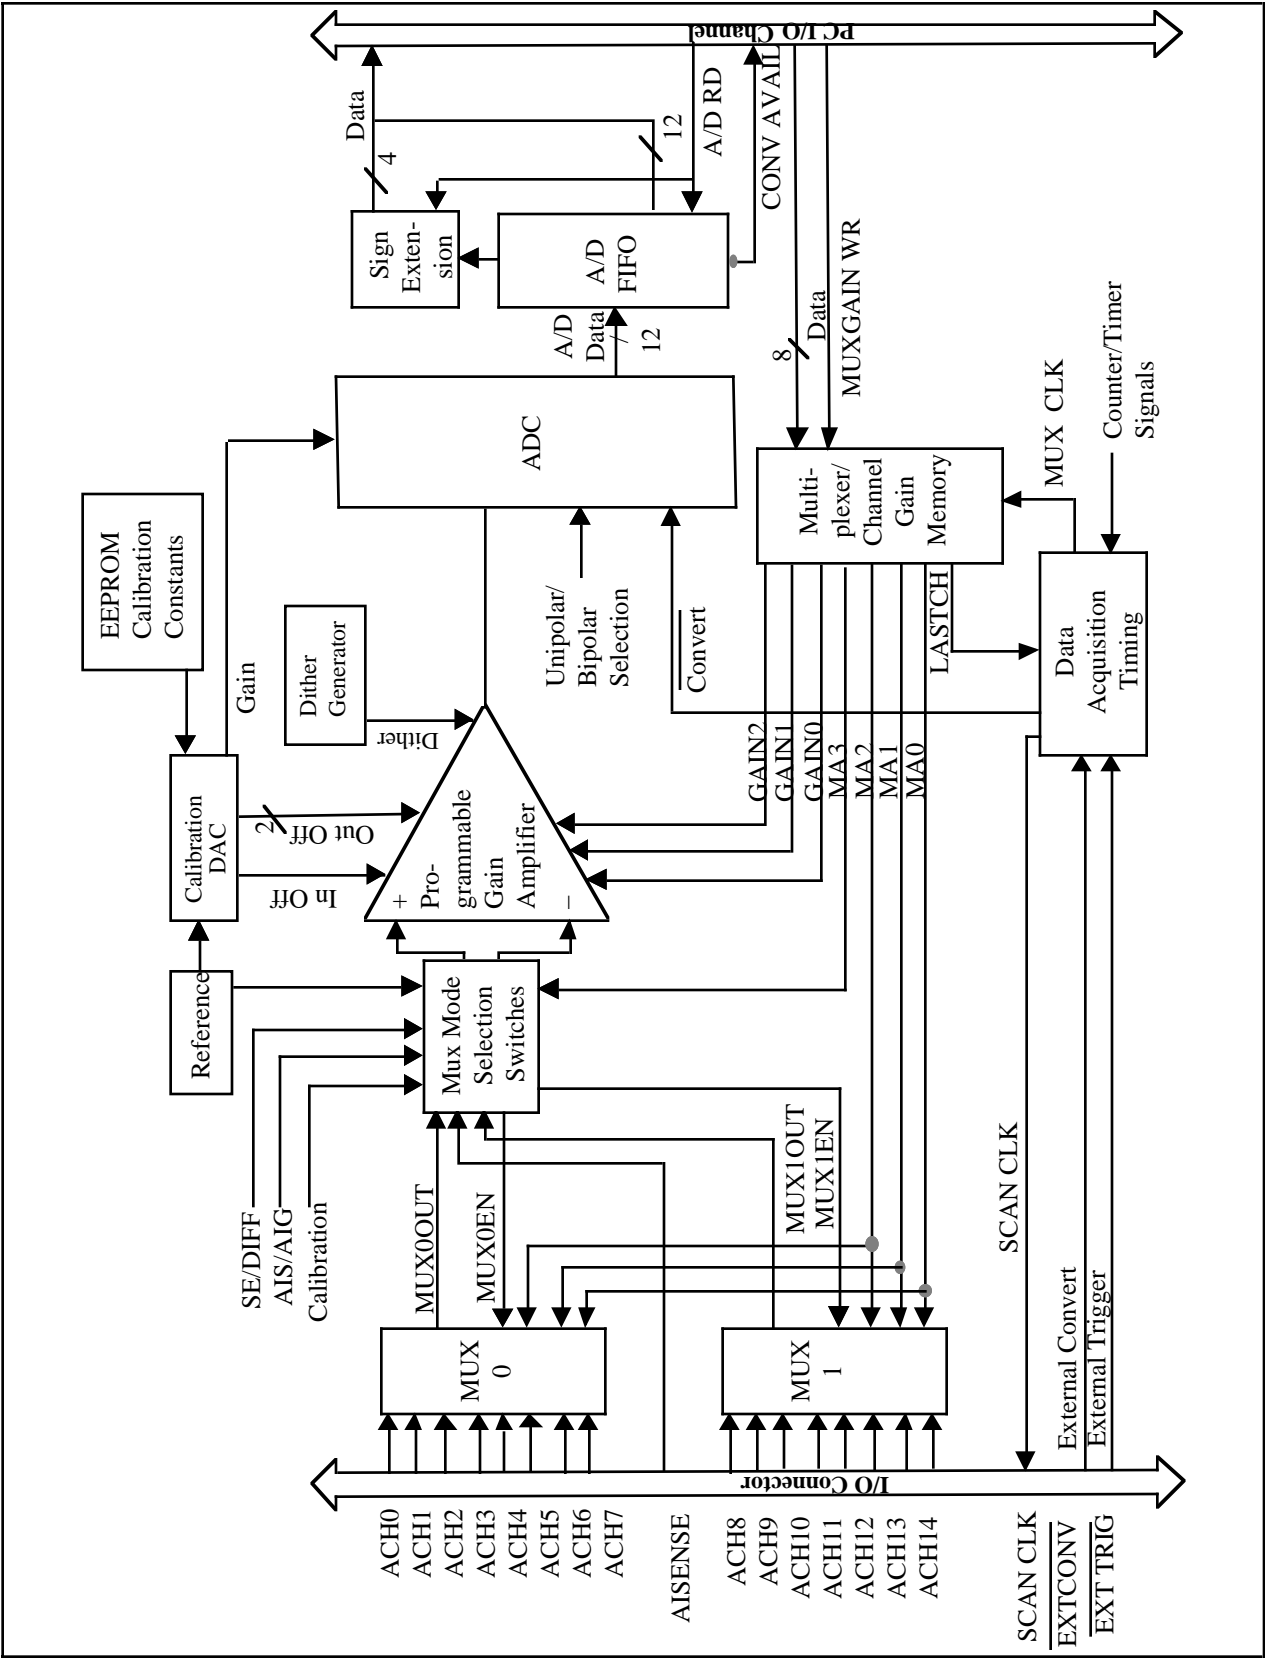 I/O Connector
ACH0
ACH1
ACH2
ACH3
ACH4
ACH5
ACH6
ACH7
AISENSE
ACH8
ACH9
ACH10
ACH11
ACH12
ACH13
ACH14
SCAN CLK
EXTCONV
EXT TRIG
MUX
0
MUX
1
SE/DIFF
AIS/AIG
Calibration
MUX0OUT
MUX0EN
MUX1OUT
MUX1EN
SCAN CLK
External Convert
External Trigger
Reference
Mux Mode
Selection
Switches
Calibration
DAC
In Off
2
Out Off
Gain
EEPROM
Calibration
Constants
Dither
Generator
Dither
+
Pro-
grammable
Gain
Amplifier
–
GAIN2
GAIN1
GAIN0
MA3
MA2
MA1
MA0
LASTCH
Unipolar/
Bipolar
Selection
Convert
Data
Acquisition
Timing
MUX CLK
Counter/Timer
Signals
Multi-
plexer/
Channel
Gain
Memory
ADC
A/D
Data
/
12
8
Data
MUXGAIN WR
Sign
Exten-
sion
A/D
FIFO
Data
4
12
A/D RD
CONV AVAIL
PC I/O Channel